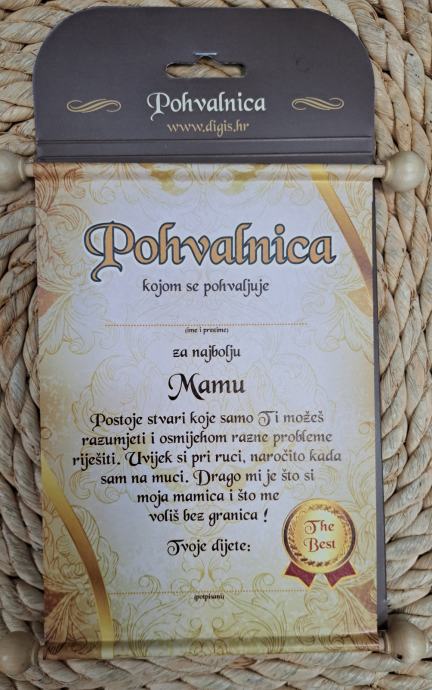 Pohvalnica
www.digis.hr
Pohvalnica
kojom se pohvaljuje
(ime i prezime)
za najbolju
Mamu
Postoje stvari koje samo Ti možeš
razumjeti i osmijehom razne probleme
riješiti. Uvijek si pri ruci, naročito kada
sam na muci. Drago mi je što si
moja mamica i što me
voliš bez granica !
The
Best
Tvoje dijete:
(potpisani)